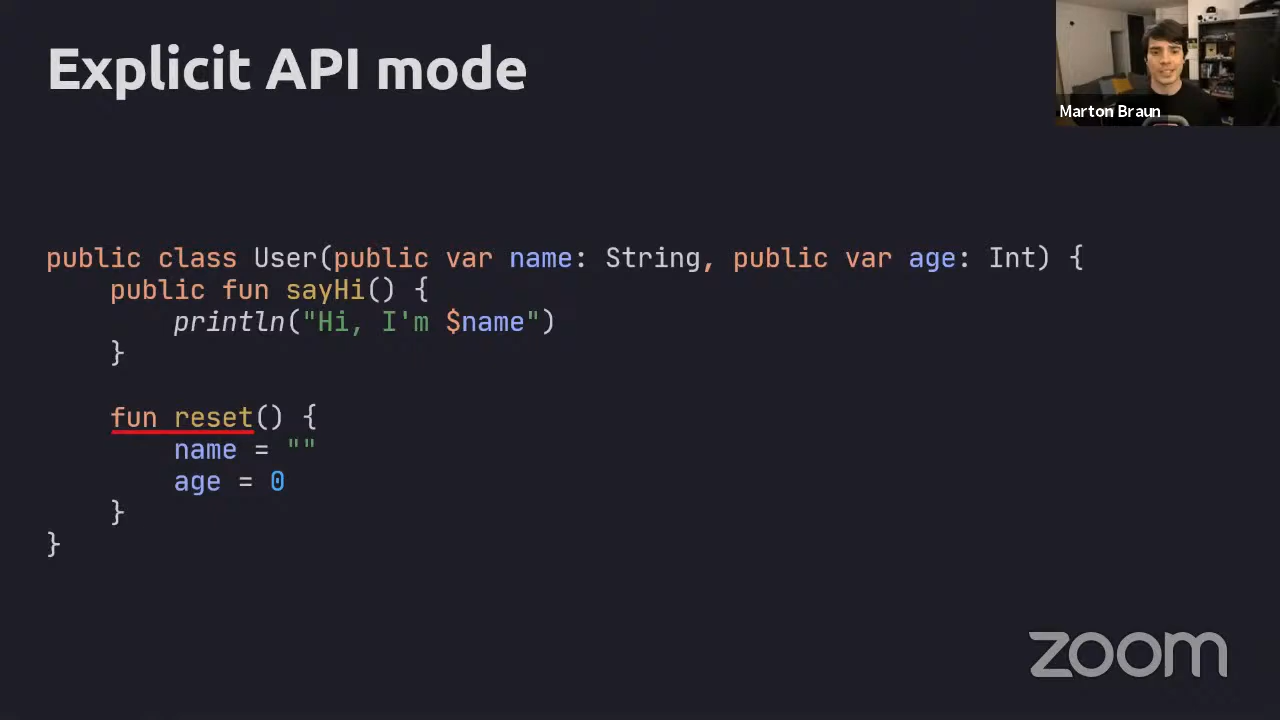 Explicit API mode
Marton Braun
public class User(public var name: String, public var age: Int) {
    public fun sayHi() {
        println("Hi, I'm $name")
    }
    fun reset() {
        name = ""
        age = 0
    }
}
zoom